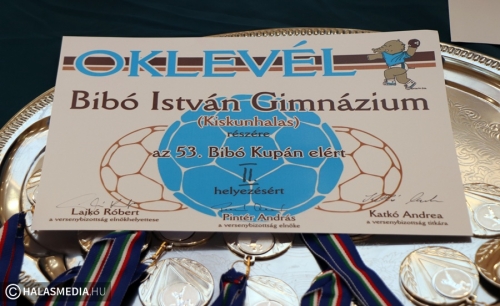 OKLEVÉL
Bibó István Gimnázium
(Kiskunhalas)
részére
az 53. Bibó Kupán elért
II.
helyezésért
Lajkó Róbert
a versenybizottság elnökhelyettese
Pintér András
a versenybizottság elnöke
Katkó Andrea
a versenybizottság titkára
©HALASMEDIA.HU